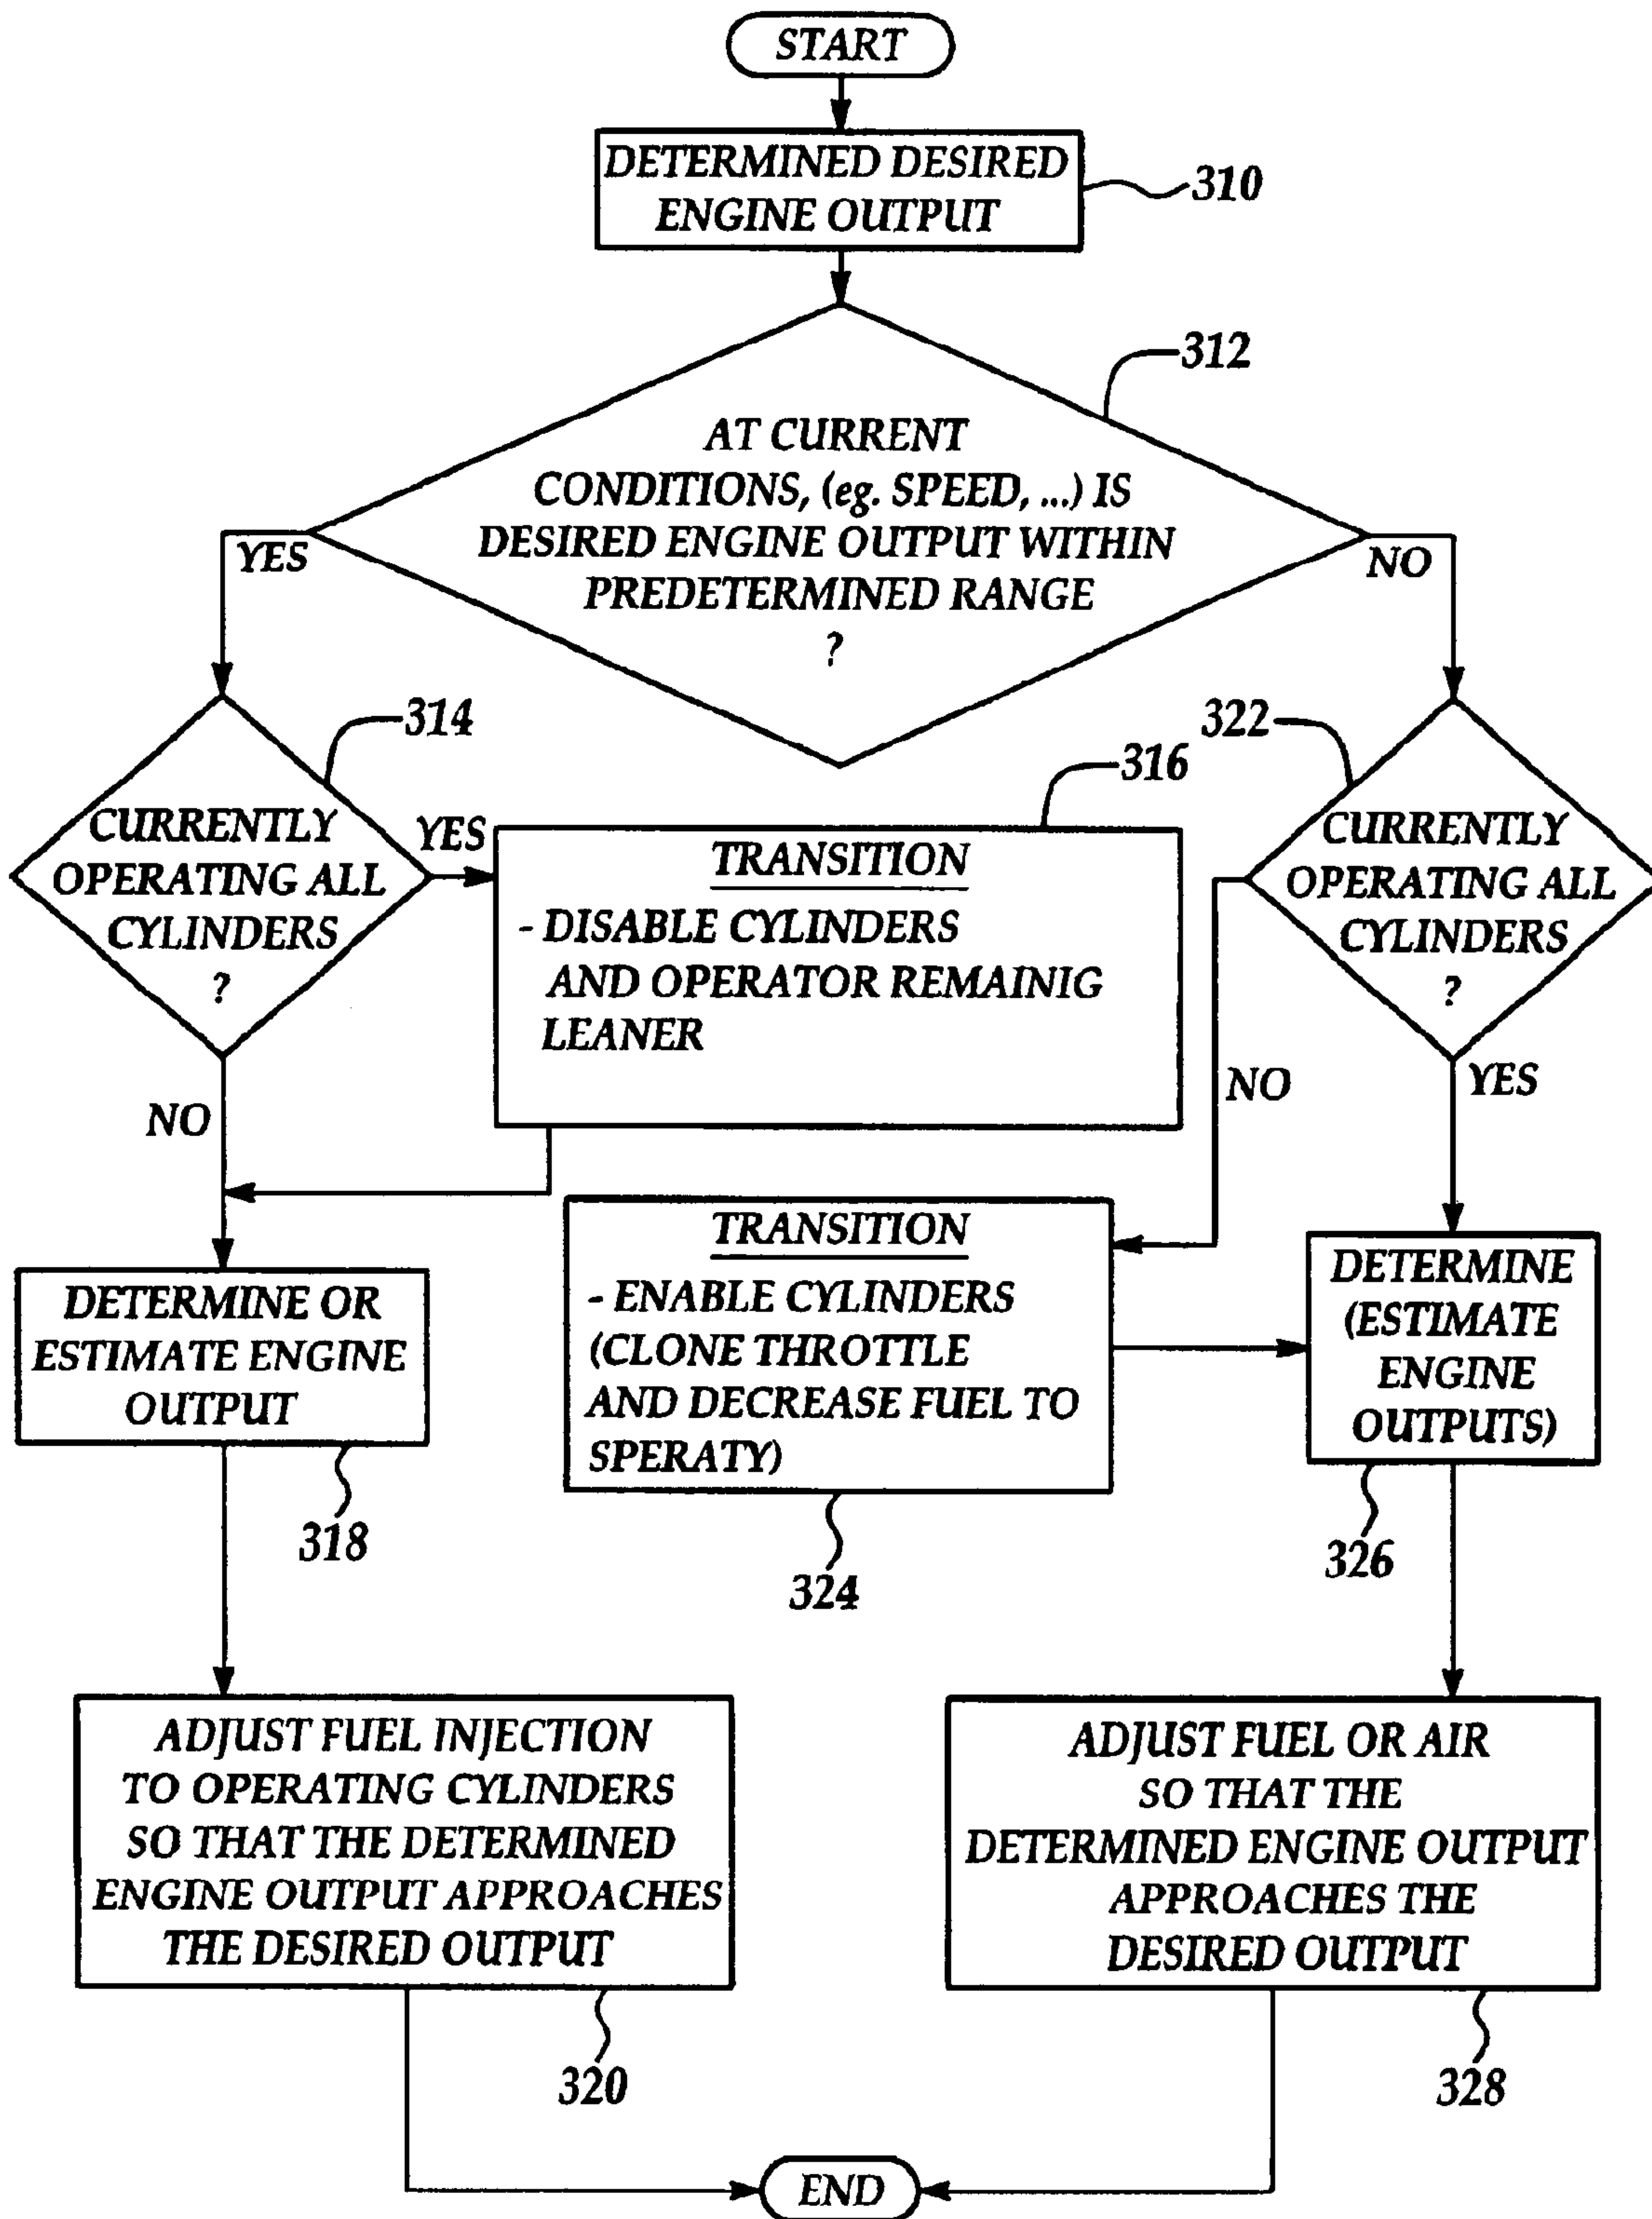 START
DETERMINED DESIRED
ENGINE OUTPUT
310
312
AT CURRENT
CONDITIONS, (eg. SPEED, ...) IS
DESIRED ENGINE OUTPUT WITHIN
PREDETERMINED RANGE
?
YES
NO
314
CURRENTLY
OPERATING ALL
CYLINDERS
?
YES
NO
316
TRANSITION
- DISABLE CYLINDERS
AND OPERATOR REMAINIG
LEANER
322
CURRENTLY
OPERATING ALL
CYLINDERS
?
NO
YES
DETERMINE OR
ESTIMATE ENGINE
OUTPUT
318
TRANSITION
- ENABLE CYLINDERS
(CLONE THROTTLE
AND DECREASE FUEL TO
SPERATY)
324
DETERMINE
(ESTIMATE
ENGINE
OUTPUTS)
326
ADJUST FUEL INJECTION
TO OPERATING CYLINDERS
SO THAT THE DETERMINED
ENGINE OUTPUT APPROACHES
THE DESIRED OUTPUT
320
ADJUST FUEL OR AIR
SO THAT THE
DETERMINED ENGINE OUTPUT
APPROACHES THE
DESIRED OUTPUT
328
END